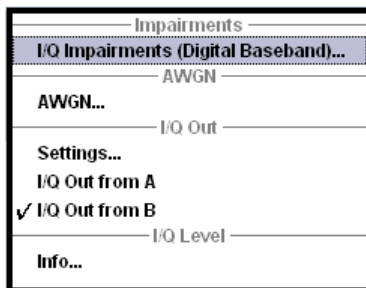 Impairments
I/Q Impairments (Digital Baseband)...
AWGN
AWGN...
I/Q Out
Settings...
I/Q Out from A
✓ I/Q Out from B
I/Q Level
Info...